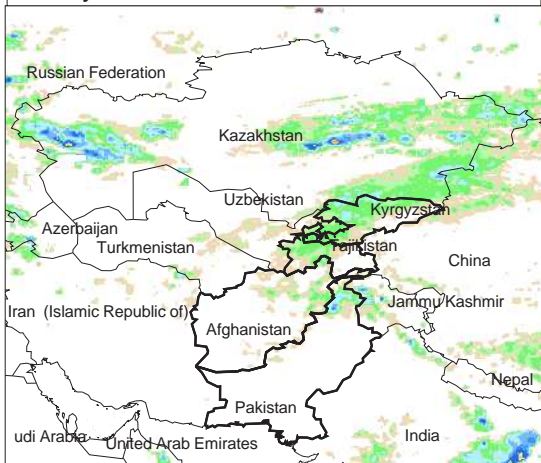 Russian Federation
Kazakhstan
Uzbekistan
Kyrgyzstan
Azerbaijan
Turkmenistan
Tajikistan
China
Iran (Islamic Republic of)
Jammu/Kashmir
Afghanistan
Nepal
Pakistan
udi Arabia
United Arab Emirates
India